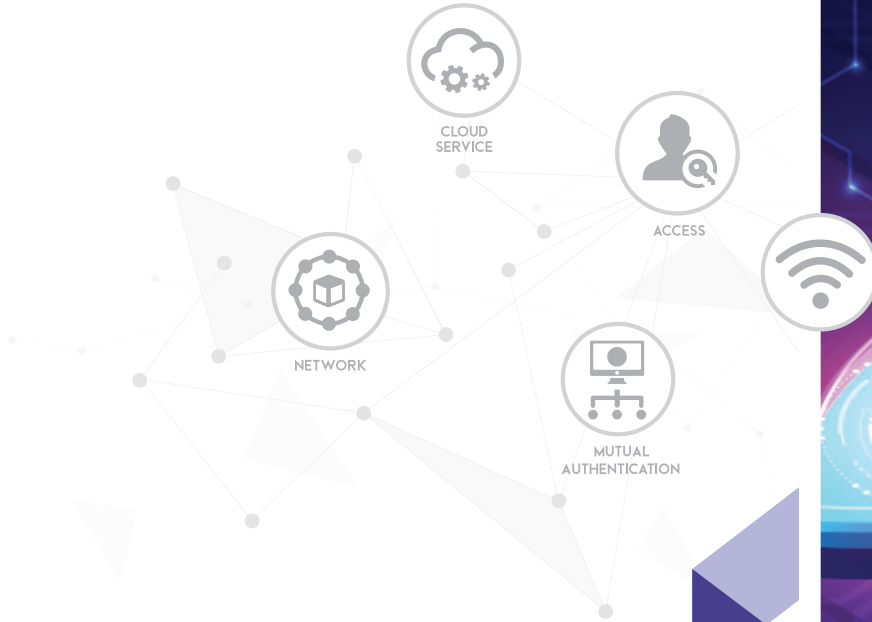 CLOUD
SERVICE
ACCESS
NETWORK
MUTUAL
AUTHENTICATION